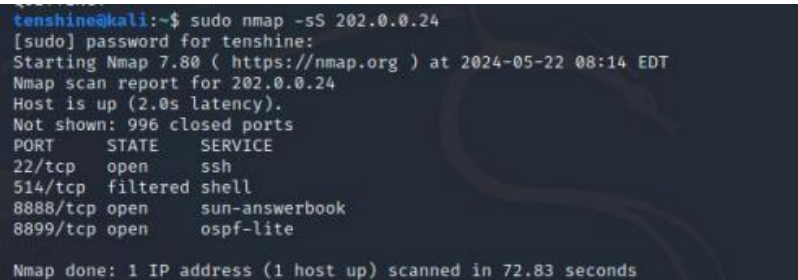 tenshine@kali:~$ sudo nmap -sS 202.0.0.24
[sudo] password for tenshine:
Starting Nmap 7.80 ( https://nmap.org ) at 2024-05-22 08:14 EDT
Nmap scan report for 202.0.0.24
Host is up (2.0s latency).
Not shown: 996 closed ports
PORT     STATE    SERVICE
22/tcp   open     ssh
514/tcp  filtered shell
8888/tcp open     sun-answerbook
8899/tcp open     ospf-lite
Nmap done: 1 IP address (1 host up) scanned in 72.83 seconds